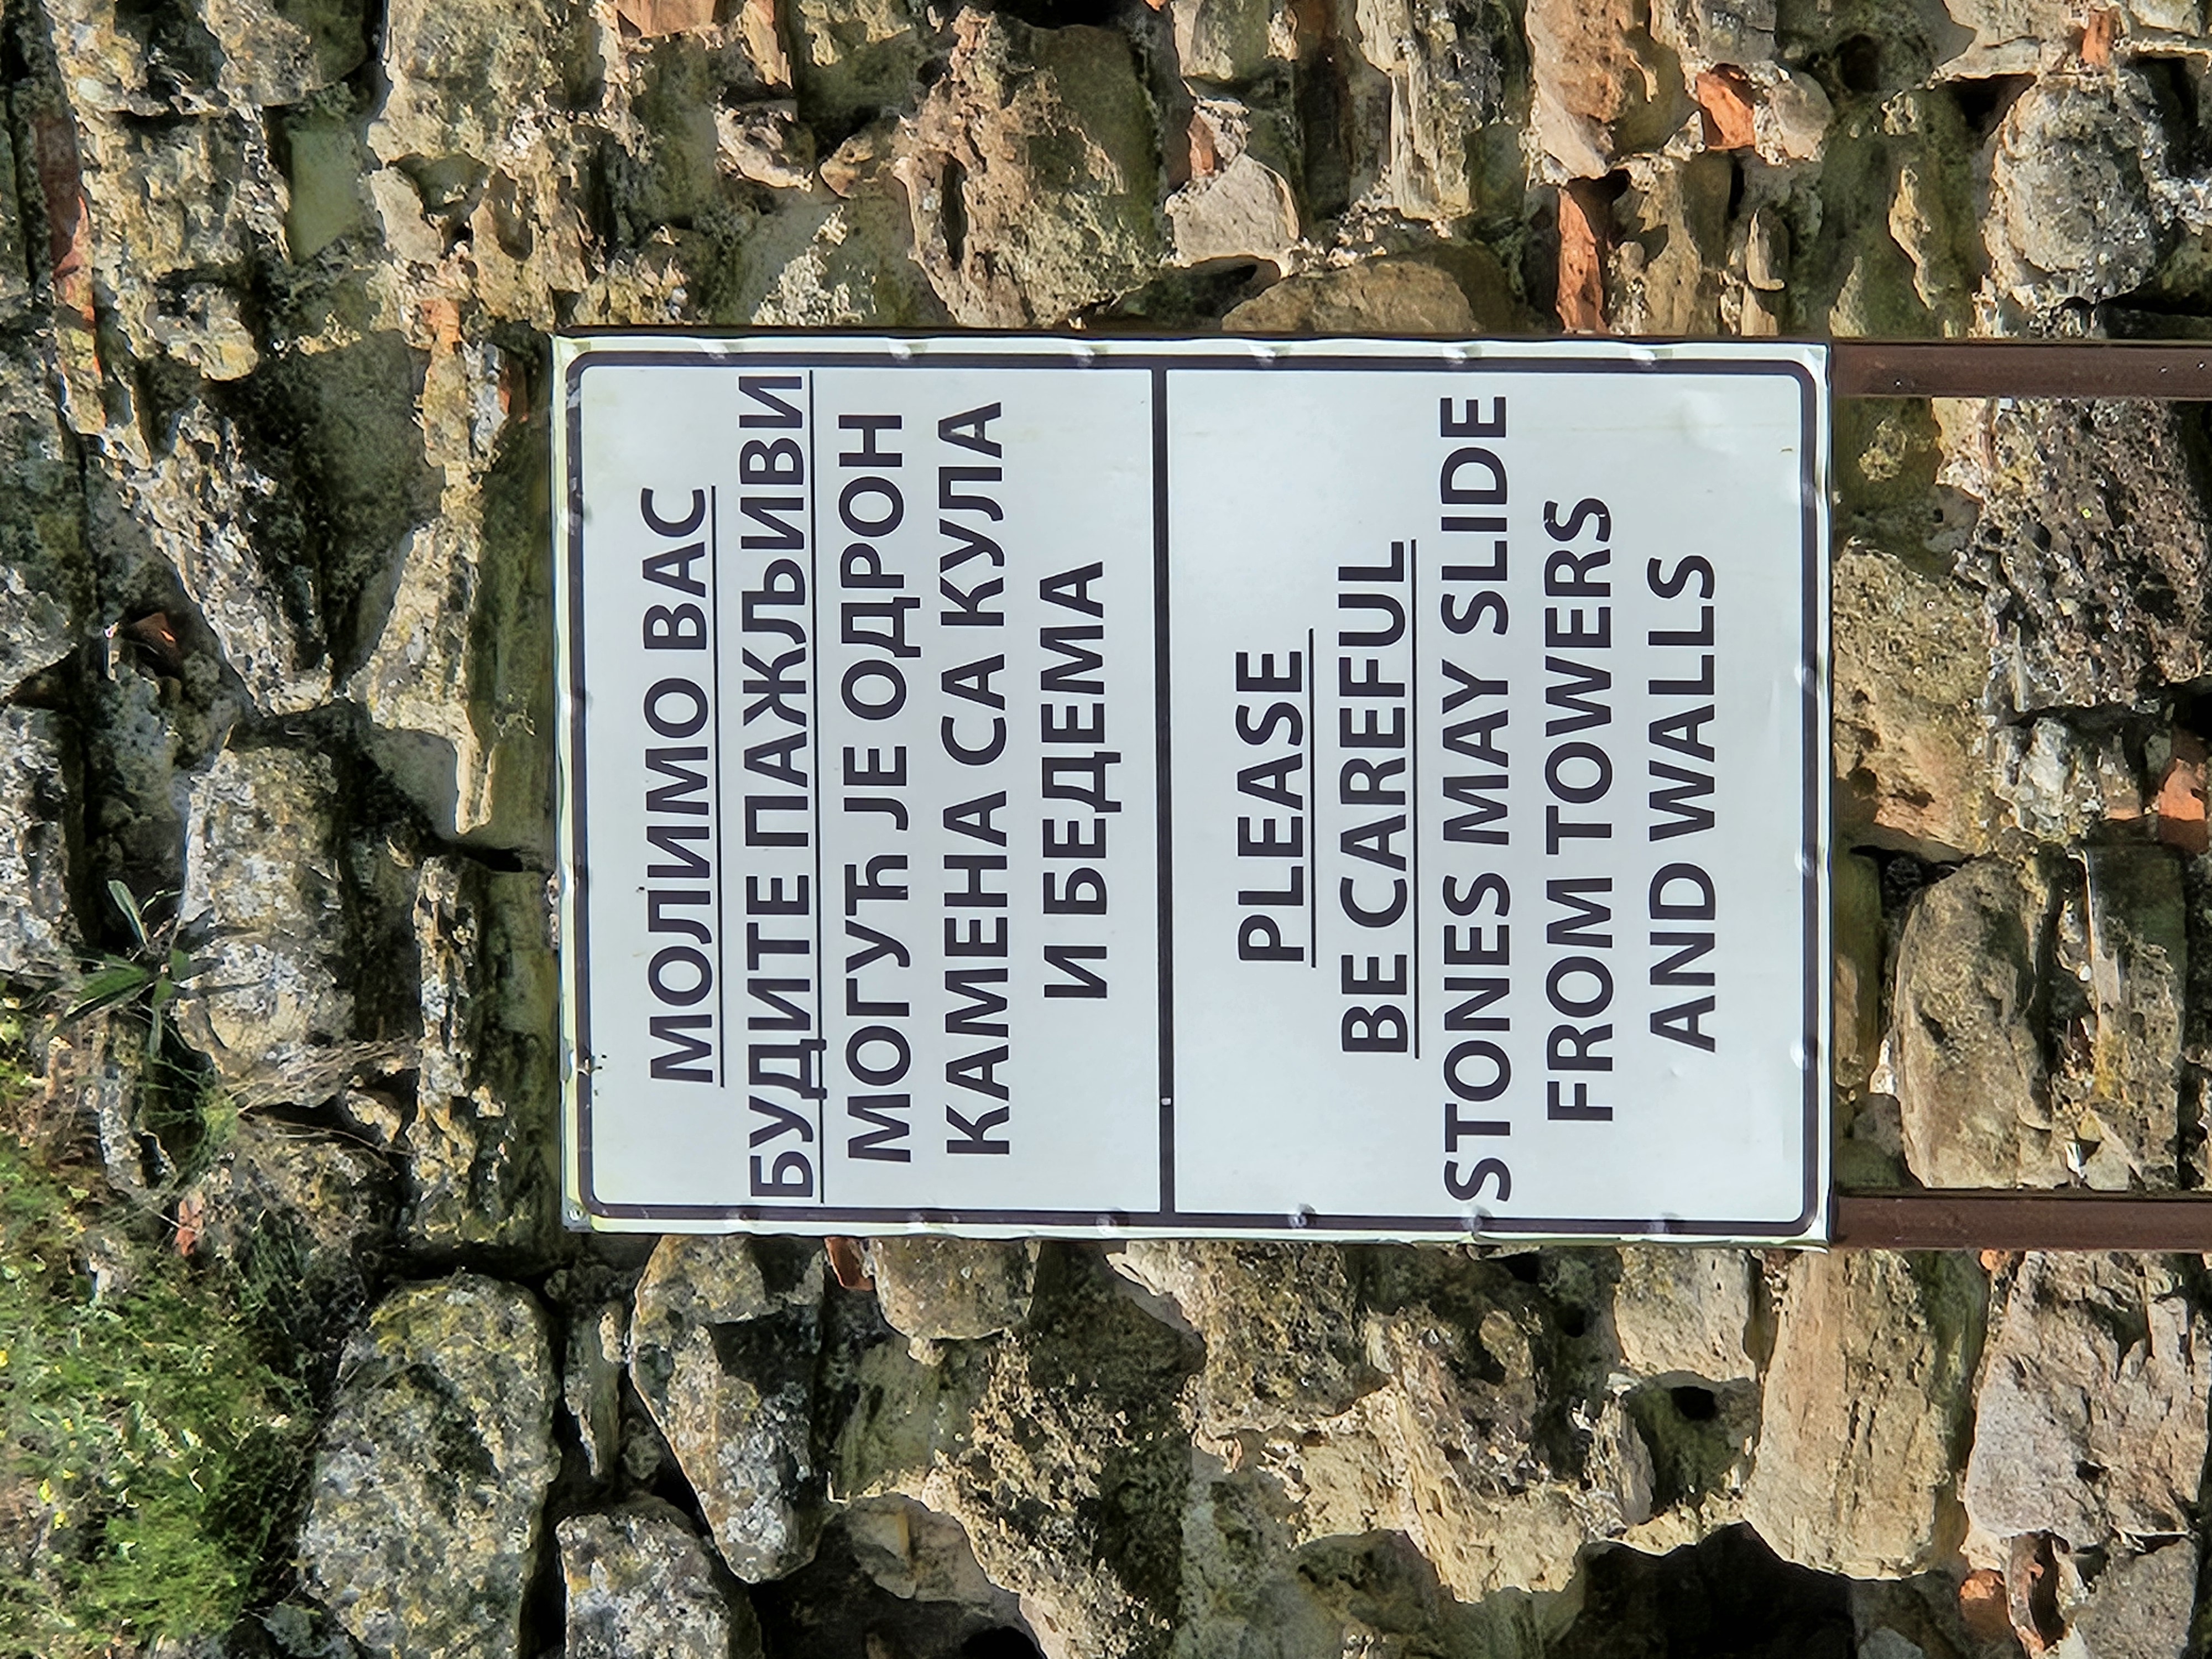 МОЛИМО ВАС
БУДИТЕ ПАЖЉИВИ
МОГУЋ ЈЕ ОДРОН
КАМЕНА СА КУЛА
И БЕДЕМА
PLEASE
BE CAREFUL
STONES MAY SLIDE
FROM TOWERS
AND WALLS